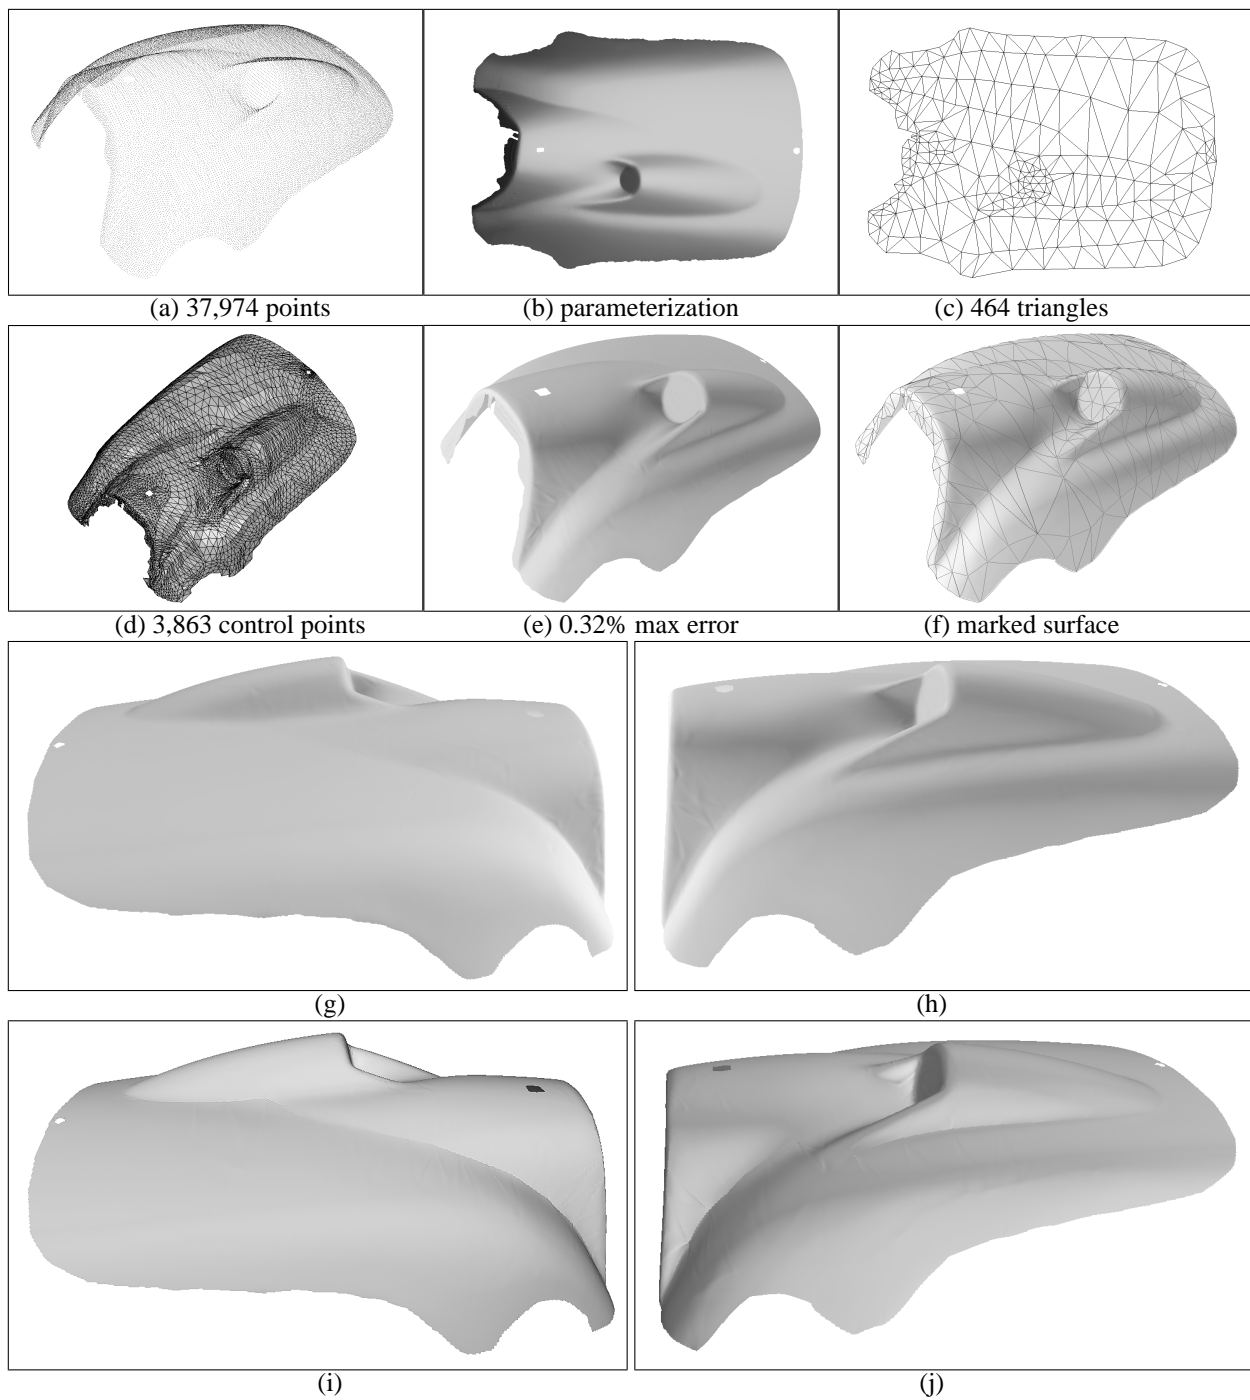 (a) 37,974 points
(b) parameterization
(c) 464 triangles
(d) 3,863 control points
(e) 0.32% max error
(f) marked surface
(g)
(h)
(i)
(j)